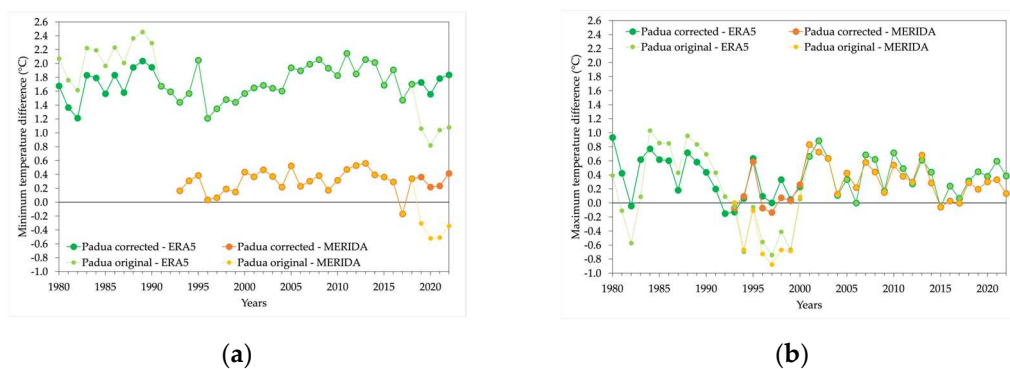 Minimum temperature difference (°C)
2.6
2.4
2.2
2.0
1.8
1.6
1.4
1.2
1.0
0.8
0.6
0.4
0.2
0.0
-0.2
-0.4
-0.6
-0.8
-1.0
Padua corrected - ERA5
Padua corrected - MERIDA
Padua original - ERA5
Padua original - MERIDA
1980 1985 1990 1995 2000 2005 2010 2015 2020
Years
(a)
Maximum temperature difference (°C)
2.6
2.4
2.2
2.0
1.8
1.6
1.4
1.2
1.0
0.8
0.6
0.4
0.2
0.0
-0.2
-0.4
-0.6
-0.8
-1.0
Padua corrected - ERA5
Padua corrected - MERIDA
Padua original - ERA5
Padua original - MERIDA
1980 1985 1990 1995 2000 2005 2010 2015 2020
Years
(b)